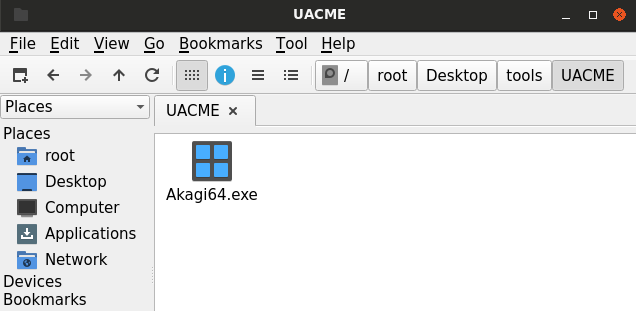 UACME
File Edit View Go Bookmarks Tool Help
/ root Desktop tools UACME
Places
UACME
Places
root
Desktop
Computer
Applications
Network
Devices
Bookmarks
Akagi64.exe